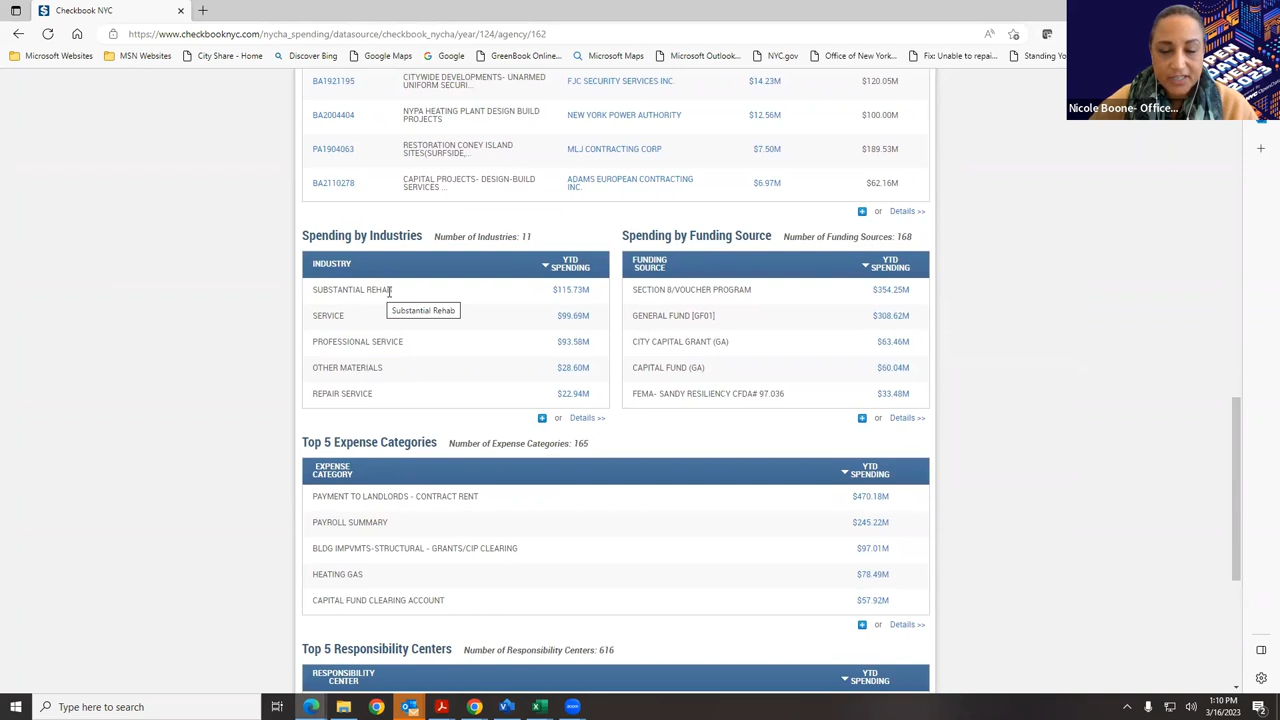 Checkbook NYC
https://www.checkbooknyc.com/nycha_spending/datasource/checkbook_nycha/year/124/agency/162
Microsoft Websites
MSN Websites
City Share - Home
Discover Bing
Google Maps
Google
GreenBook Online
Microsoft Maps
Microsoft Outlook...
NYC.gov
Office of New York...
Fix: Unable to repai...
Standing Yo
OPEN DATA WEEK 2023
Nicole Boone- Office...
BA1921195 CITYWIDE DEVELOPMENTS- UNARMED UNIFORM SECURI... FJC SECURITY SERVICES INC. $14.23M $120.05M
BA2004404 NYPA HEATING PLANT DESIGN BUILD PROJECTS NEW YORK POWER AUTHORITY $12.56M $100.00M
PA1904063 RESTORATION CONEY ISLAND SITES(SURFSIDE,... MLJ CONTRACTING CORP $7.50M $189.53M
BA2110278 CAPITAL PROJECTS- DESIGN-BUILD SERVICES ... ADAMS EUROPEAN CONTRACTING INC. $6.97M $62.16M
or Details >>
Spending by Industries Number of Industries: 11
INDUSTRY YTD SPENDING
SUBSTANTIAL REHAB $115.73M
Substantial Rehab
SERVICE $99.69M
PROFESSIONAL SERVICE $93.58M
OTHER MATERIALS $28.60M
REPAIR SERVICE $22.94M
or Details >>
Spending by Funding Source Number of Funding Sources: 168
FUNDING SOURCE YTD SPENDING
SECTION 8/VOUCHER PROGRAM $354.25M
GENERAL FUND [GF01] $308.62M
CITY CAPITAL GRANT (GA) $63.46M
CAPITAL FUND (GA) $60.04M
FEMA- SANDY RESILIENCY CFDA# 97.036 $33.48M
or Details >>
Top 5 Expense Categories Number of Expense Categories: 165
EXPENSE CATEGORY YTD SPENDING
PAYMENT TO LANDLORDS - CONTRACT RENT $470.18M
PAYROLL SUMMARY $245.22M
BLDG IMPVMTS-STRUCTURAL - GRANTS/CIP CLEARING $97.01M
HEATING GAS $78.49M
CAPITAL FUND CLEARING ACCOUNT $57.92M
or Details >>
Top 5 Responsibility Centers Number of Responsibility Centers: 616
RESPONSIBILITY CENTER YTD SPENDING
Type here to search
1:10 PM
3/16/2023
2